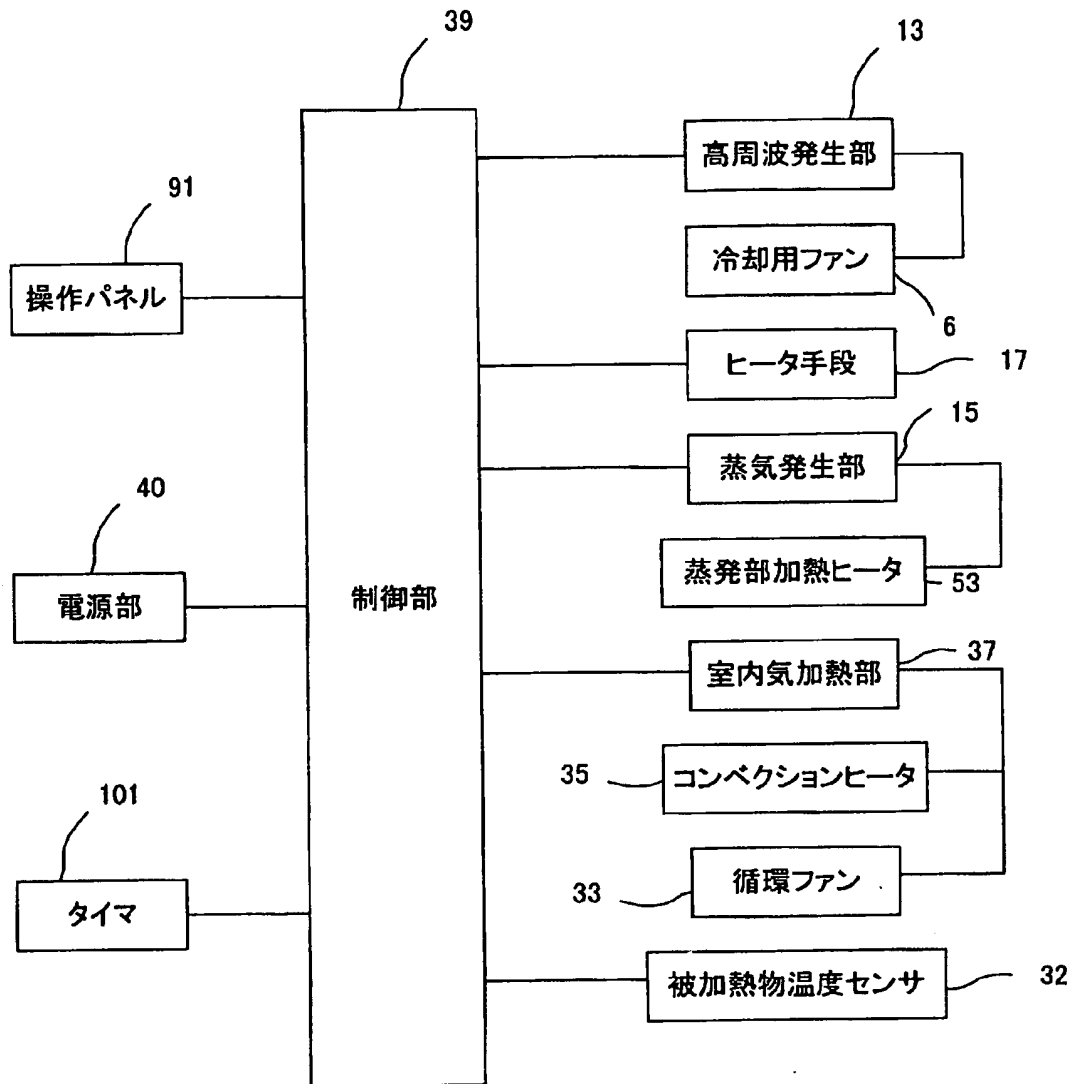 39
13
高周波発生部
91
冷却用ファン
操作パネル
6
ヒータ手段
17
15
蒸気発生部
40
蒸発部加熱ヒータ
53
電源部
制御部
室内気加熱部
37
35
コンベクションヒータ
101
循環ファン
33
タイマ
被加熱物温度センサ
32